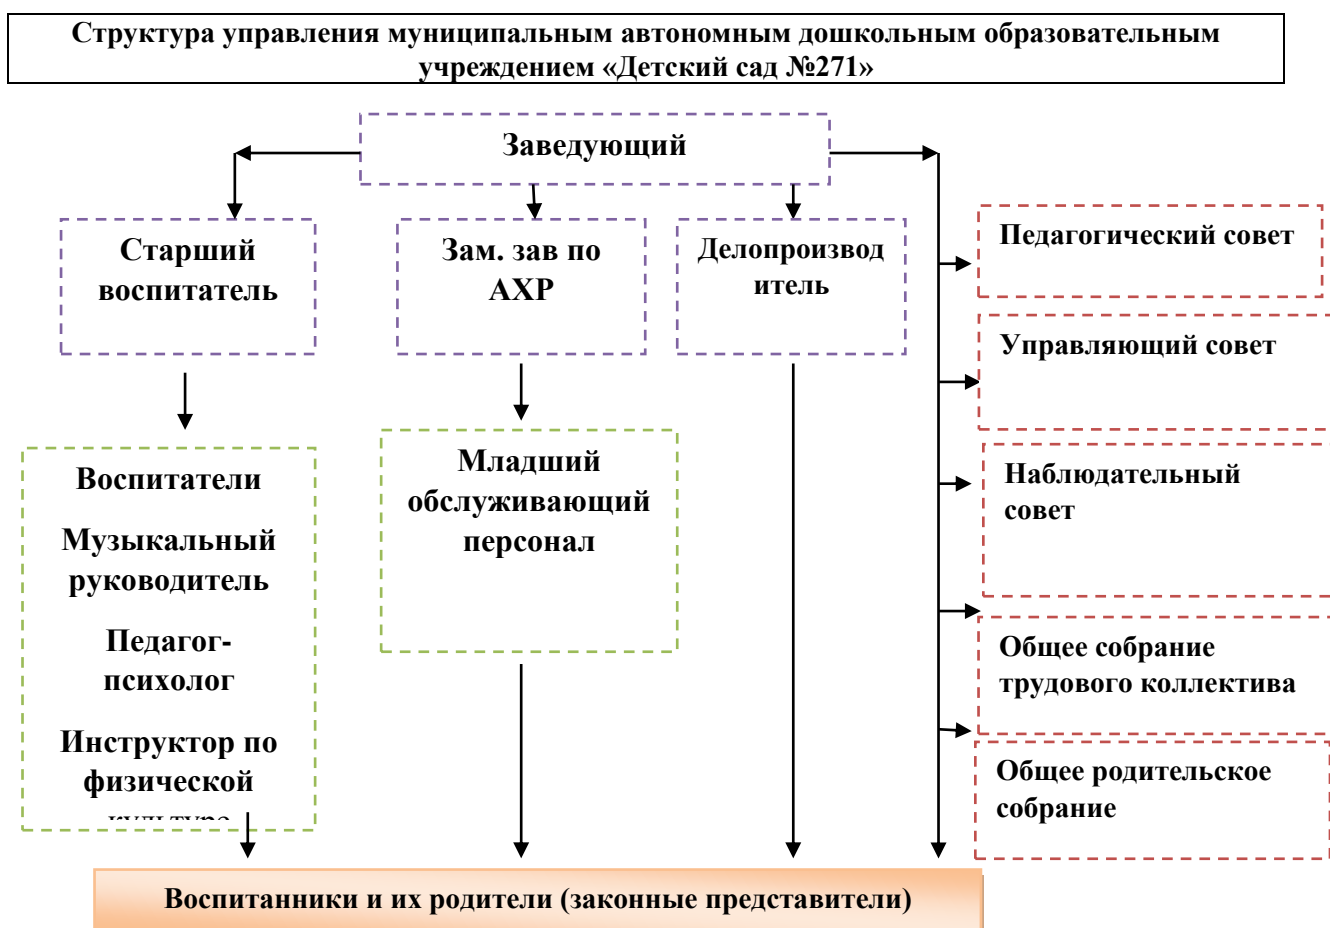 Структура управления муниципальным автономным дошкольным образовательным
учреждением «Детский сад №271»
Заведующий
Старший
воспитатель
Зам. зав по
АХР
Делопроизвод
итель
Педагогический совет
Управляющий совет
Наблюдательный
совет
Общее собрание
трудового коллектива
Общее родительское
собрание
Воспитатели
Музыкальный
руководитель
Педагог-
психолог
Инструктор по
физической
культуре
Младший
обслуживающий
персонал
Воспитанники и их родители (законные представители)